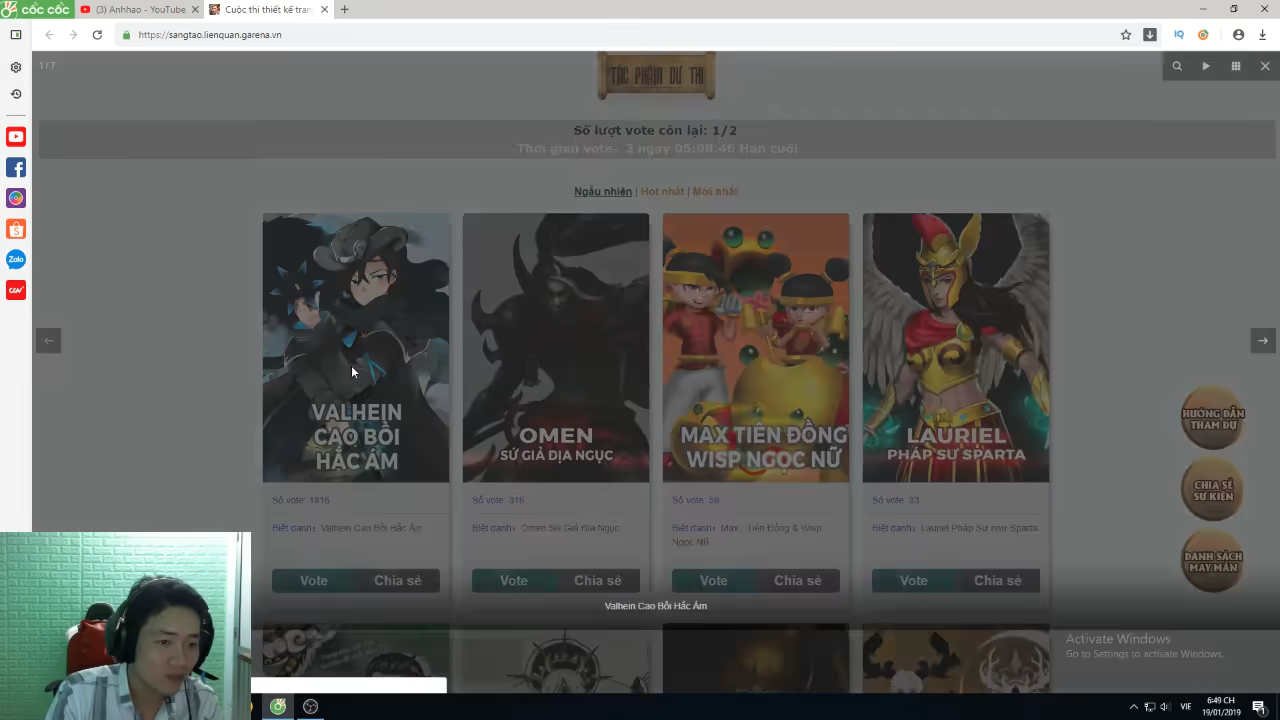 cốc cốc
(3) Anhhao - YouTube
Cuộc thi thiết kế tran
https://sangtao.lienquan.garena.vn
IQ
1 / 7
TÁC PHẨM DỰ THI
Số lượt vote còn lại: 1/2
Thời gian vote: 3 ngày 05:08:46 Hạn cuối
Ngẫu nhiên | Hot nhất | Mới nhất
VALHEIN
CAO BỒI
HẮC ÁM
OMEN
SỨ GIẢ ĐỊA NGỤC
MAX TIÊN ĐỒNG
WISP NGỌC NỮ
LAURIEL
PHÁP SƯ SPARTA
Số vote: 1816
Số vote: 316
Số vote: 58
Số vote: 33
Biệt danh: Valhein Cao Bồi Hắc Ám
Biệt danh: Omen Sứ Giả Địa Ngục
Biệt danh: Max Tiên Đồng & Wisp
Ngọc Nữ
Biệt danh: Lauriel Pháp Sư như Sparta
Vote
Chia sẻ
Vote
Chia sẻ
Vote
Chia sẻ
Vote
Chia sẻ
Valhein Cao Bồi Hắc Ám
HƯỚNG DẪN
THAM DỰ
CHIA SẺ
SỰ KIỆN
DANH SÁCH
MAY MẮN
Zalo
CGV
Activate Windows
Go to Settings to activate Windows.
VIE
6:49 CH
19/01/2019